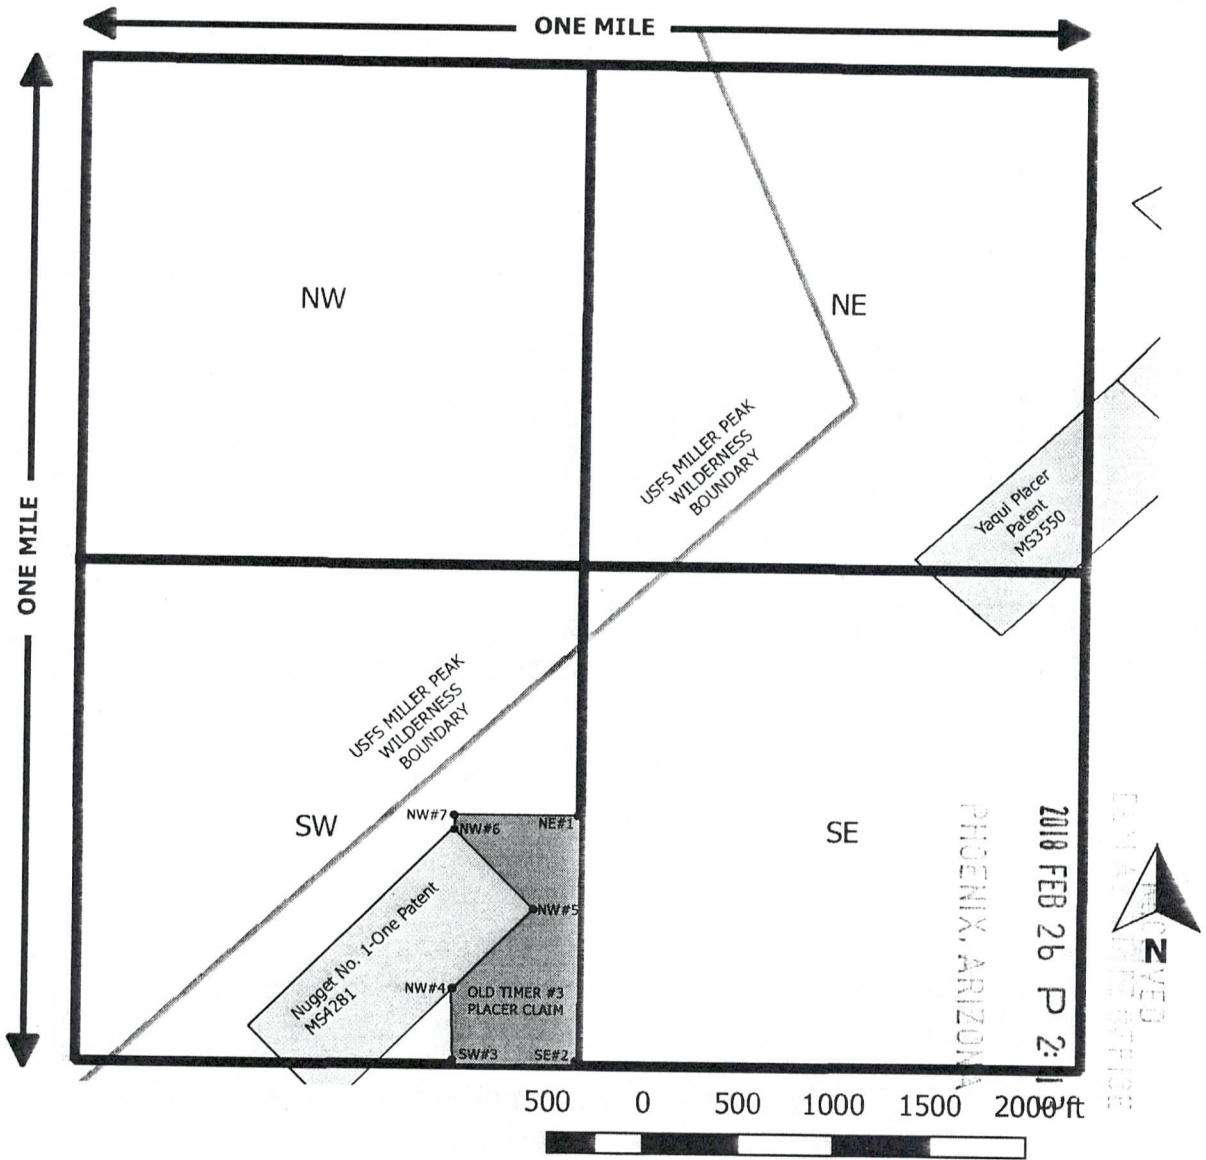 ONE MILE
ONE MILE
NW
NE
USFS MILLER PEAK
WILDERNESS
BOUNDARY
Yaqui Placer
Patent
MS3550
USFS MILLER PEAK
WILDERNESS
BOUNDARY
SW
SE
NW#7
NW#6
NE#1
NW#5
Nugget No. 1-One Patent
MS4281
NW#4
OLD TIMER #3
PLACER CLAIM
SW#3
SE#2
2018 FEB 26 P 2:
PHOENIX, ARIZONA
N
500 0 500 1000 1500 2000 ft